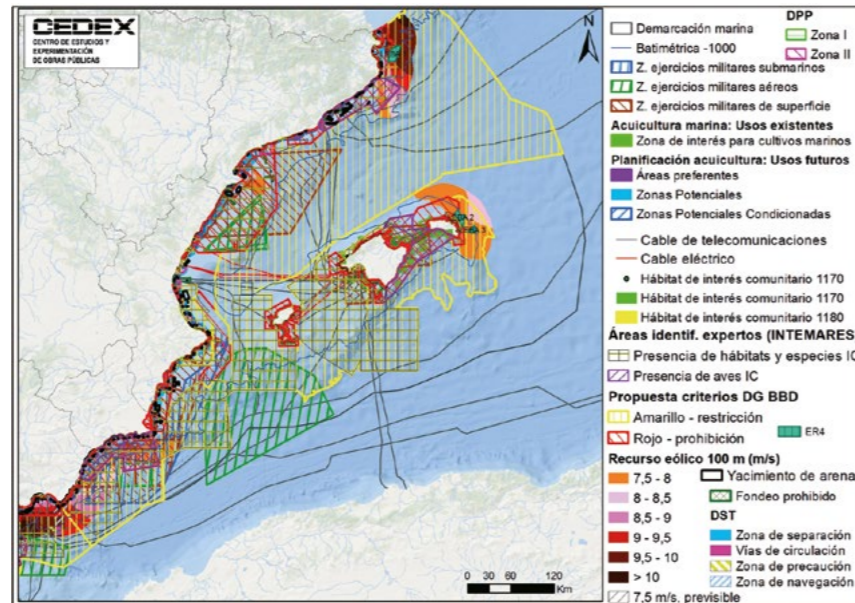 CEDEX
CENTRO DE ESTUDIOS Y
EXPERIMENTACIÓN
DE OBRAS PÚBLICAS
N
0 30 60 120
Km
Demarcación marina
Batimétrica -1000
Z. ejercicios militares submarinos
Z. ejercicios militares aéreos
Z. ejercicios militares de superficie
DPP
Zona I
Zona II
Acuicultura marina: Usos existentes
Zona de interés para cultivos marinos
Planificación acuicultura: Usos futuros
Áreas preferentes
Zonas Potenciales
Zonas Potenciales Condicionadas
Cable de telecomunicaciones
Cable eléctrico
Hábitat de interés comunitario 1170
Hábitat de interés comunitario 1170
Hábitat de interés comunitario 1180
Áreas identif. expertos (INTEMARES)
Presencia de hábitats y especies IC
Presencia de aves IC
Propuesta criterios DG BBD
Amarillo - restricción
Rojo - prohibición
ER4
Recurso eólico 100 m (m/s)
7,5 - 8
8 - 8,5
8,5 - 9
9 - 9,5
9,5 - 10
> 10
7,5 m/s, previsible
Yacimiento de arena
Fondeo prohibido
DST
Zona de separación
Vías de circulación
Zona de precaución
Zona de navegación